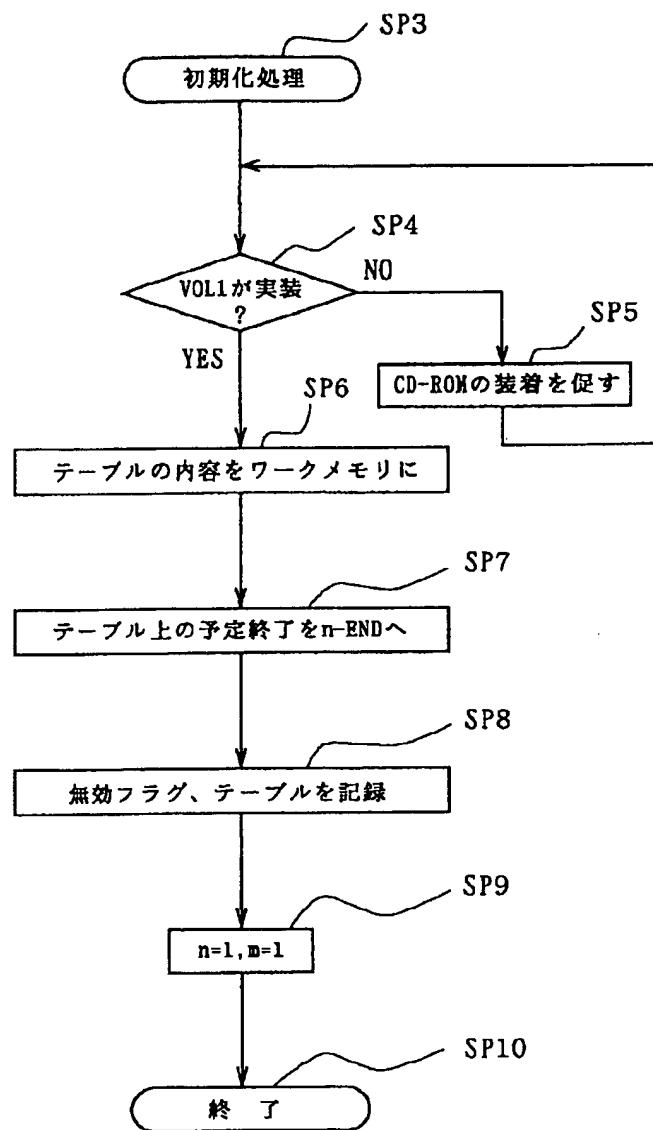 SP3
初期化処理
SP4
VOL1が実装
?
NO
YES
SP5
CD-ROMの装着を促す
SP6
テーブルの内容をワークメモリに
SP7
テーブル上の予定終了をn-ENDへ
SP8
無効フラグ、テーブルを記録
SP9
n=1,m=1
SP10
終 了